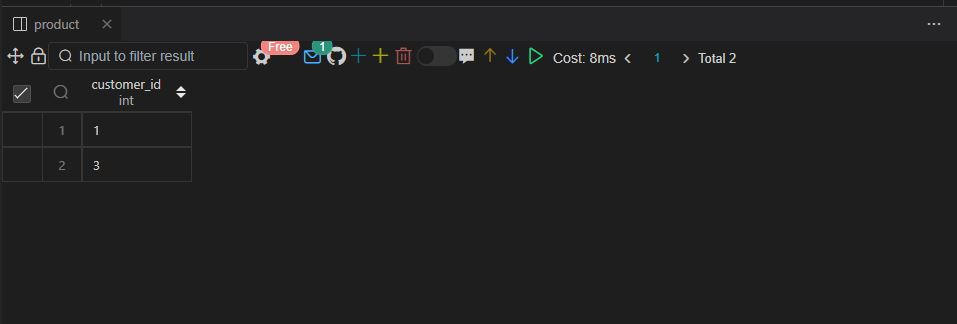 product
Free
1
Input to filter result
Cost: 8ms
1
Total 2
customer_id
int
1 1
2 3